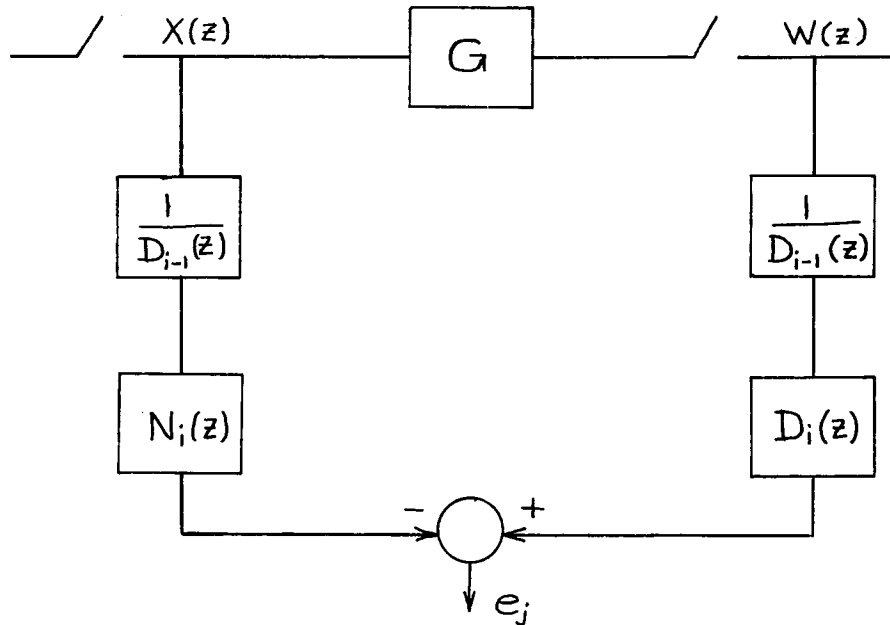 X(z)
G
W(z)
1
D_{i-1}(z)
1
D_{i-1}(z)
N_i(z)
D_i(z)
-
+
e_j